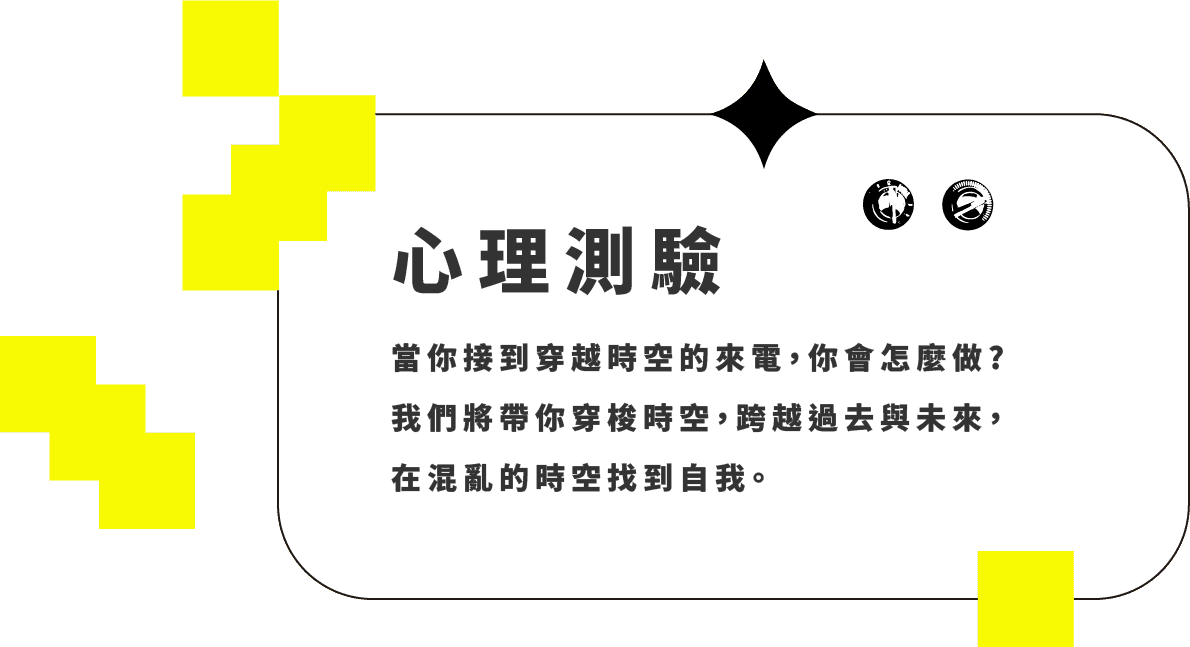 心理測驗
當你接到穿越時空的來電，你會怎麼做？
我們將帶你穿梭時空，跨越過去與未來，
在混亂的時空找到自我。